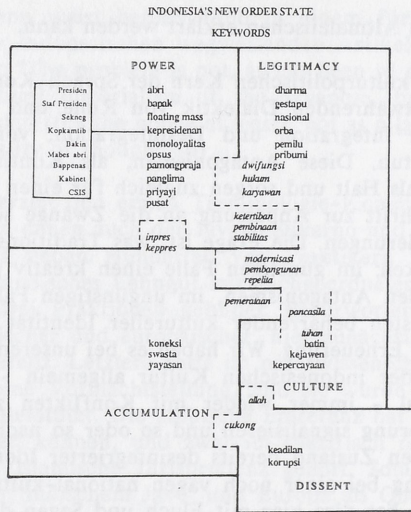 INDONESIA'S NEW ORDER STATE
KEYWORDS
POWER
Presiden
Staf Presiden
Sekneg
Kopkamtib
Bakin
Mabes abri
Bappenas
Kabinet
CSIS
abri
bapak
floating mass
kepresidenan
monoloyalitas
opsus
pamongpraja
panglima
priyayi
pusat
inpres
keppres
LEGITIMACY
dharma
gestapu
nasional
orba
pemilu
pribumi
dwifungsi
hukum
karyawan
ketertiban
pembinaan
stabilitas
modernisasi
pembangunan
repelita
pemerataan
pancasila
tuhan
batin
kejawen
kepercayaan
CULTURE
allah
koneksi
swasta
yayasan
ACCUMULATION
cukong
keadilan
korupsi
DISSENT